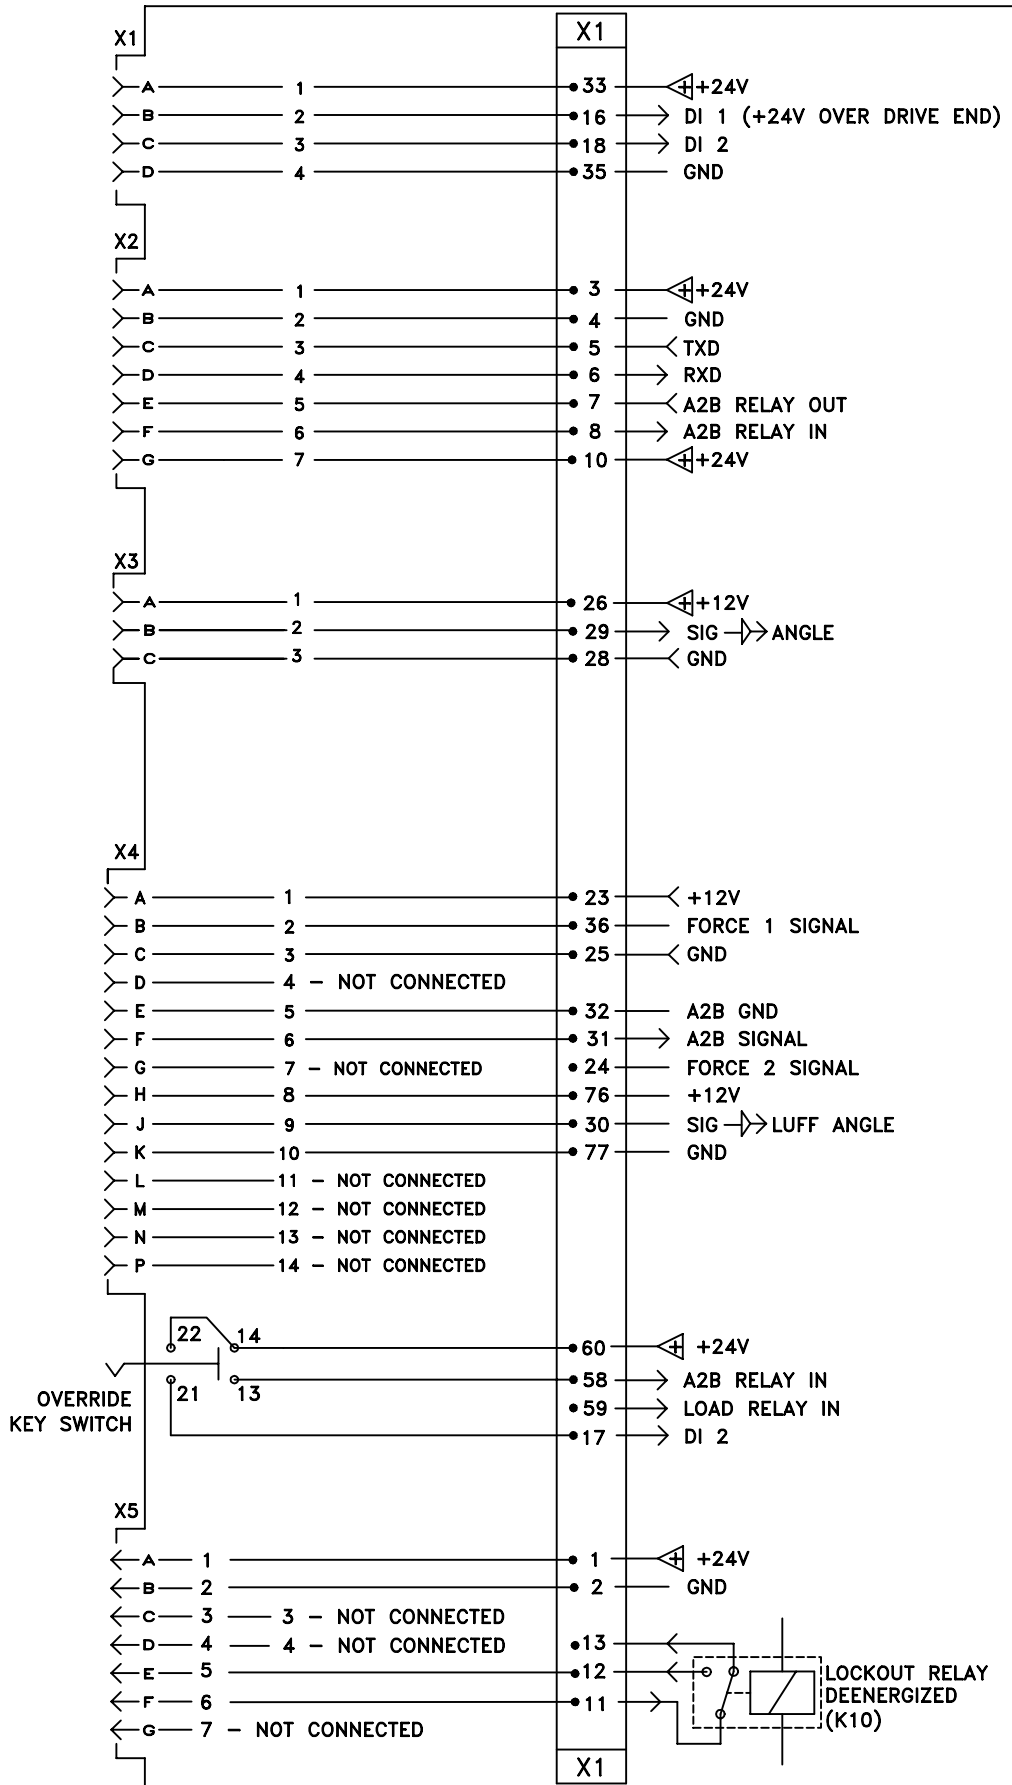 X1
X1
A 1 33 +24V
B 2 16 DI 1 (+24V OVER DRIVE END)
C 3 18 DI 2
D 4 35 GND
X2
A 1 3 +24V
B 2 4 GND
C 3 5 TXD
D 4 6 RXD
E 5 7 A2B RELAY OUT
F 6 8 A2B RELAY IN
G 7 10 +24V
X3
A 1 26 +12V
B 2 29 SIG ANGLE
C 3 28 GND
X4
A 1 23 +12V
B 2 36 FORCE 1 SIGNAL
C 3 25 GND
D 4 - NOT CONNECTED
E 5 32 A2B GND
F 6 31 A2B SIGNAL
G 7 - NOT CONNECTED 24 FORCE 2 SIGNAL
H 8 76 +12V
J 9 30 SIG LUFF ANGLE
K 10 77 GND
L 11 - NOT CONNECTED
M 12 - NOT CONNECTED
N 13 - NOT CONNECTED
P 14 - NOT CONNECTED
22 14 60 +24V
21 13 58 A2B RELAY IN
OVERRIDE
KEY SWITCH
59 LOAD RELAY IN
17 DI 2
X5
A 1 1 +24V
B 2 2 GND
C 3 3 - NOT CONNECTED
D 4 4 - NOT CONNECTED 13
E 5 12
F 6 11
G 7 - NOT CONNECTED
LOCKOUT RELAY
DEENERGIZED
(K10)
X1